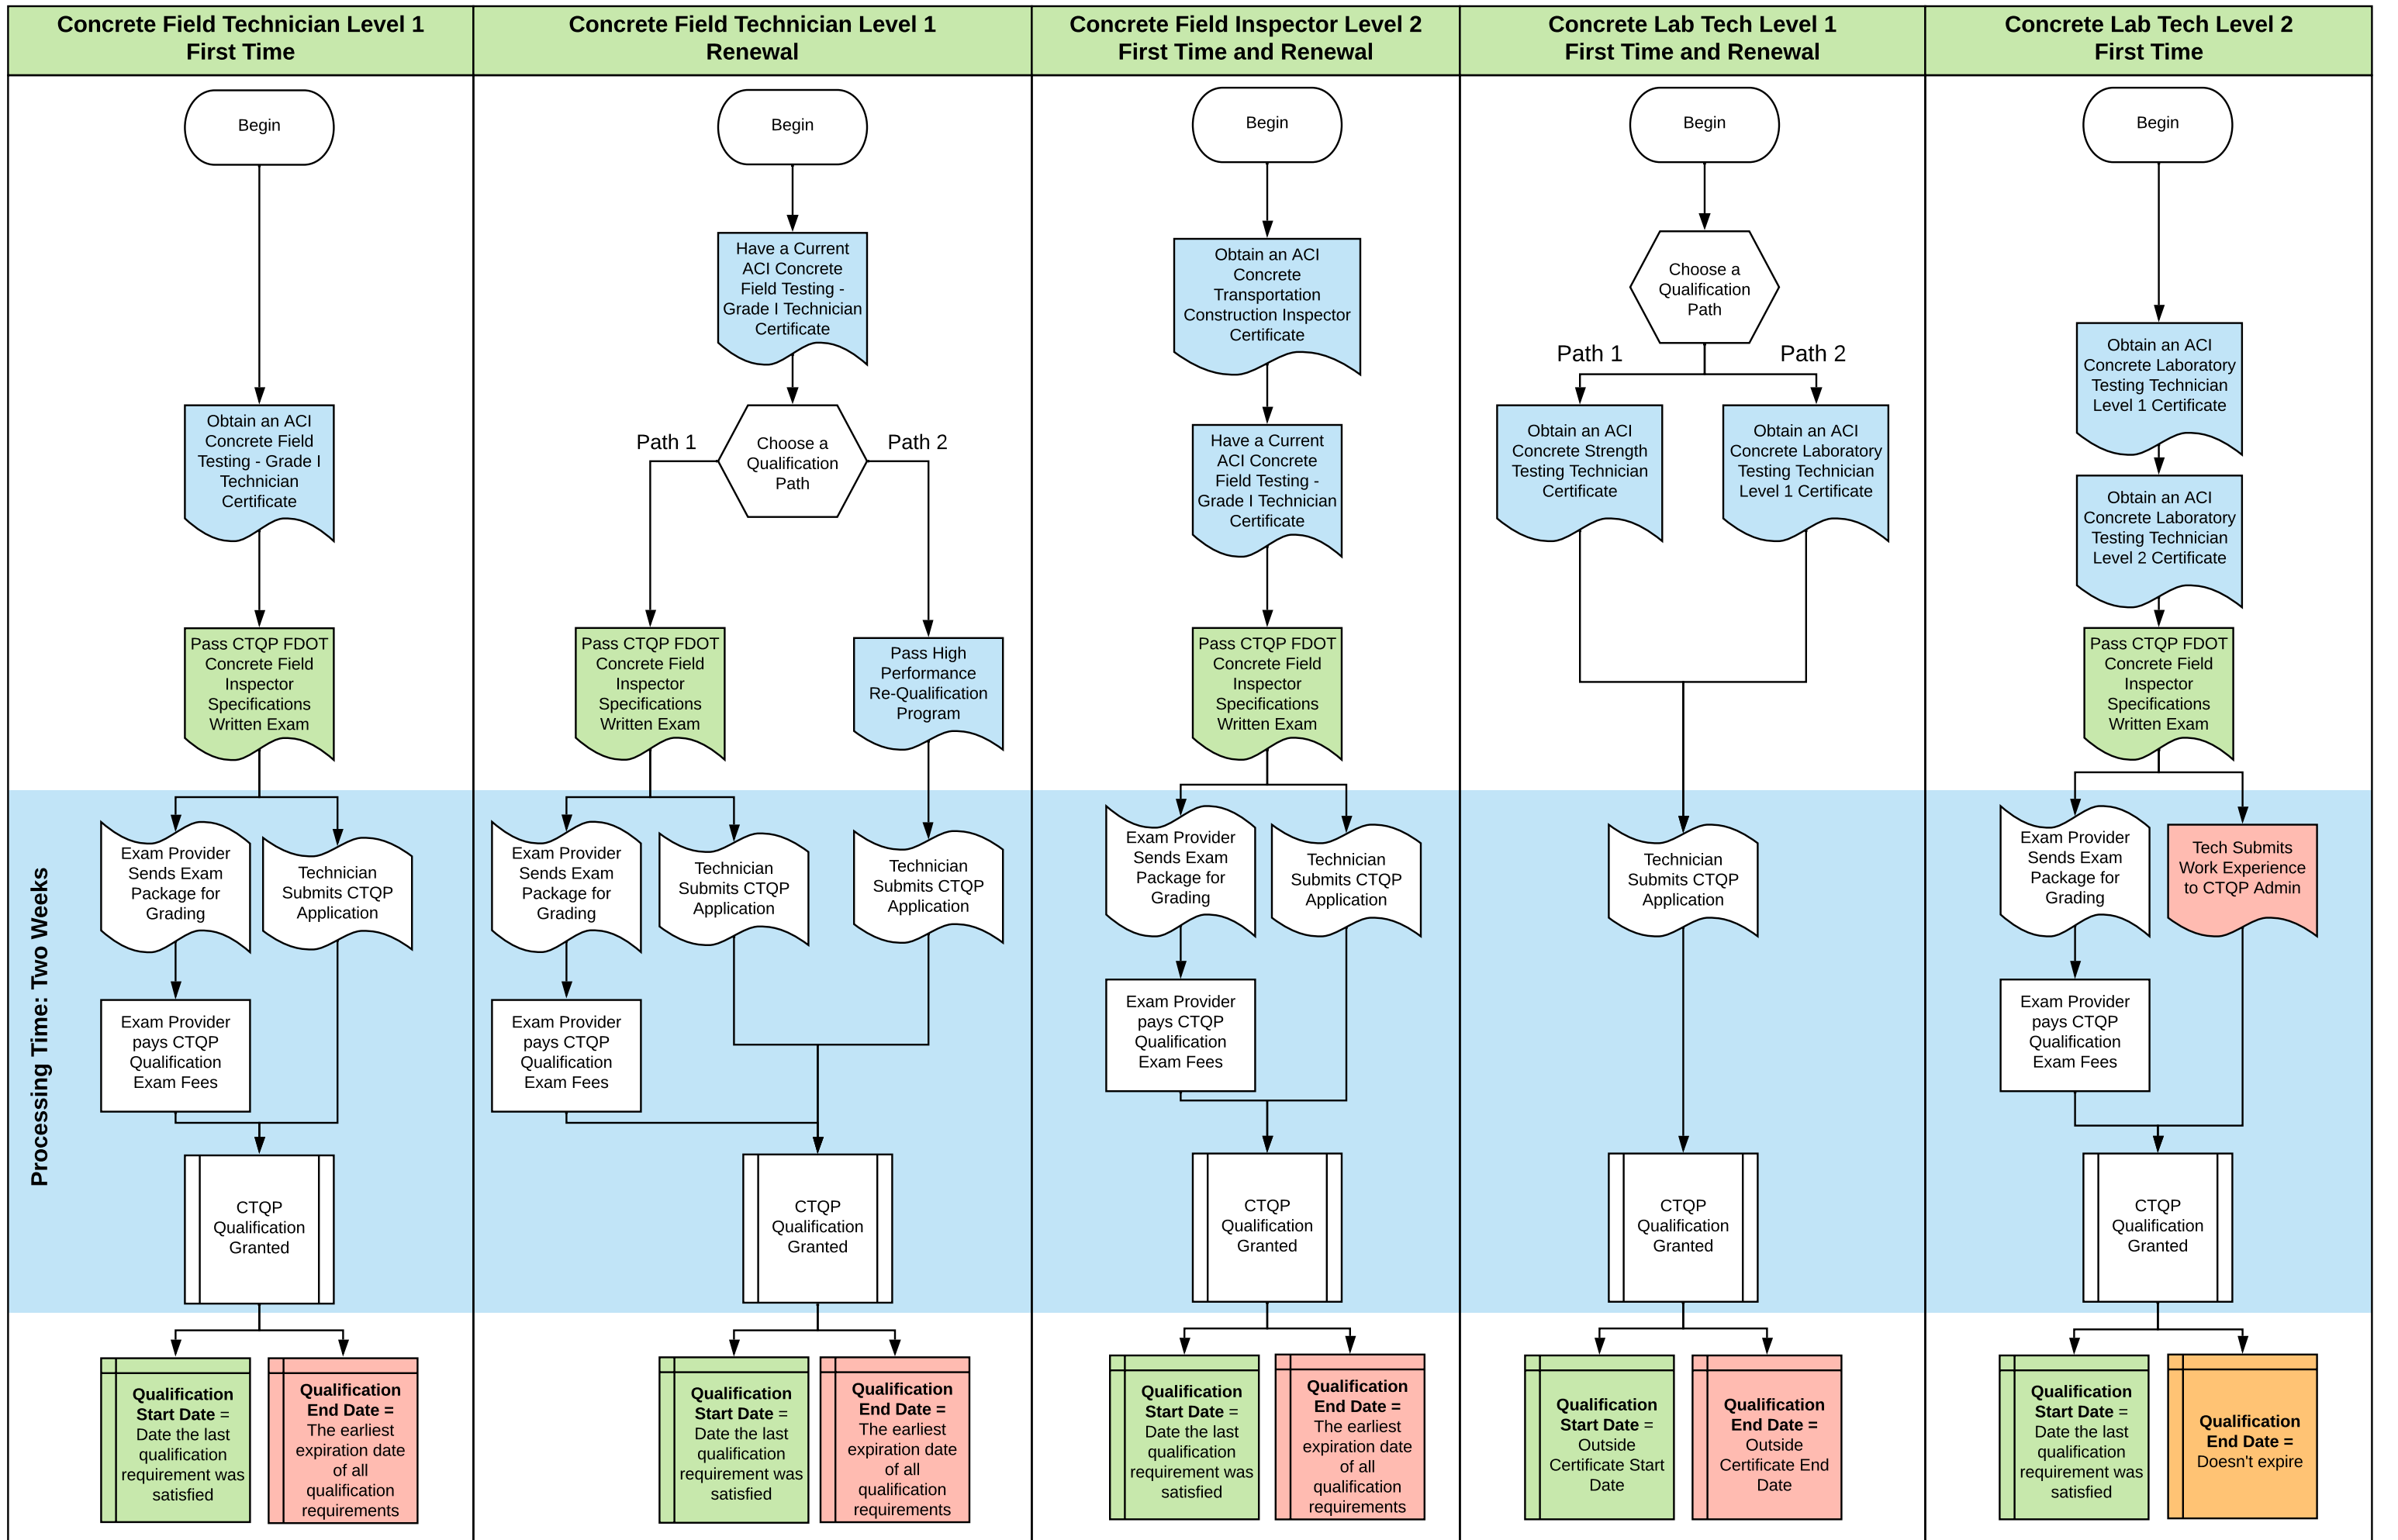 Concrete Field Technician Level 1
First Time
Concrete Field Technician Level 1
Renewal
Concrete Field Inspector Level 2
First Time and Renewal
Concrete Lab Tech Level 1
First Time and Renewal
Concrete Lab Tech Level 2
First Time
Processing Time: Two Weeks
Begin
Obtain an ACI
Concrete Field
Testing - Grade I
Technician
Certificate
Pass CTQP FDOT
Concrete Field
Inspector
Specifications
Written Exam
Exam Provider
Sends Exam
Package for
Grading
Technician
Submits CTQP
Application
Exam Provider
pays CTQP
Qualification
Exam Fees
CTQP
Qualification
Granted
Qualification
Start Date =
Date the last
qualification
requirement was
satisfied
Qualification
End Date =
The earliest
expiration date
of all
qualification
requirements
Begin
Have a Current
ACI Concrete
Field Testing -
Grade I Technician
Certificate
Choose a
Qualification
Path
Path 1
Path 2
Pass CTQP FDOT
Concrete Field
Inspector
Specifications
Written Exam
Pass High
Performance
Re-Qualification
Program
Exam Provider
Sends Exam
Package for
Grading
Technician
Submits CTQP
Application
Technician
Submits CTQP
Application
Exam Provider
pays CTQP
Qualification
Exam Fees
CTQP
Qualification
Granted
Qualification
Start Date =
Date the last
qualification
requirement was
satisfied
Qualification
End Date =
The earliest
expiration date
of all
qualification
requirements
Begin
Obtain an ACI
Concrete
Transportation
Construction Inspector
Certificate
Have a Current
ACI Concrete
Field Testing -
Grade I Technician
Certificate
Pass CTQP FDOT
Concrete Field
Inspector
Specifications
Written Exam
Exam Provider
Sends Exam
Package for
Grading
Technician
Submits CTQP
Application
Exam Provider
pays CTQP
Qualification
Exam Fees
CTQP
Qualification
Granted
Qualification
Start Date =
Date the last
qualification
requirement was
satisfied
Qualification
End Date =
The earliest
expiration date
of all
qualification
requirements
Begin
Choose a
Qualification
Path
Path 1
Path 2
Obtain an ACI
Concrete Strength
Testing Technician
Certificate
Obtain an ACI
Concrete Laboratory
Testing Technician
Level 1 Certificate
Technician
Submits CTQP
Application
CTQP
Qualification
Granted
Qualification
Start Date =
Outside
Certificate Start
Date
Qualification
End Date =
Outside
Certificate End
Date
Begin
Obtain an ACI
Concrete Laboratory
Testing Technician
Level 1 Certificate
Obtain an ACI
Concrete Laboratory
Testing Technician
Level 2 Certificate
Pass CTQP FDOT
Concrete Field
Inspector
Specifications
Written Exam
Exam Provider
Sends Exam
Package for
Grading
Tech Submits
Work Experience
to CTQP Admin
Exam Provider
pays CTQP
Qualification
Exam Fees
CTQP
Qualification
Granted
Qualification
Start Date =
Date the last
qualification
requirement was
satisfied
Qualification
End Date =
Doesn't expire